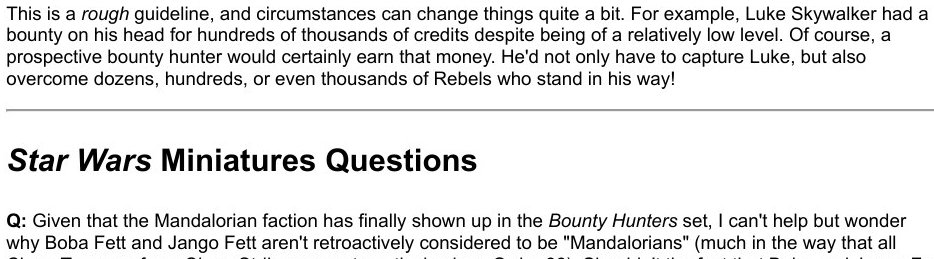 This is a rough guideline, and circumstances can change things quite a bit. For example, Luke Skywalker had a
bounty on his head for hundreds of thousands of credits despite being of a relatively low level. Of course, a
prospective bounty hunter would certainly earn that money. He'd not only have to capture Luke, but also
overcome dozens, hundreds, or even thousands of Rebels who stand in his way!
Star Wars Miniatures Questions
Q: Given that the Mandalorian faction has finally shown up in the Bounty Hunters set, I can't help but wonder
why Boba Fett and Jango Fett aren't retroactively considered to be "Mandalorians" (much in the way that all